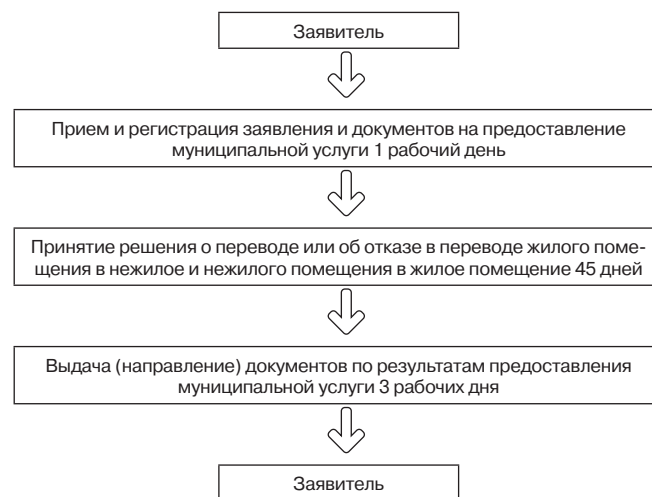 Заявитель
Прием и регистрация заявления и документов на предоставление
муниципальной услуги 1 рабочий день
Принятие решения о переводе или об отказе в переводе жилого поме-
щения в нежилое и нежилого помещения в жилое помещение 45 дней
Выдача (направление) документов по результатам предоставления
муниципальной услуги 3 рабочих дня
Заявитель